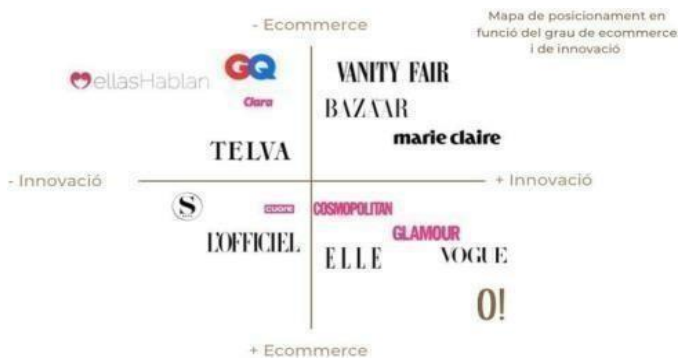 - Ecommerce
Mapa de posicionament en
funció del grau de ecommerce
i de innovació
ellasHablan
GQ
VANITY FAIR
Clara
BAZAAR
marie claire
TELVA
- Innovació
+ Innovació
S
cuore
COSMOPOLITAN
GLAMOUR
L'OFFICIEL
ELLE
VOGUE
O!
+ Ecommerce